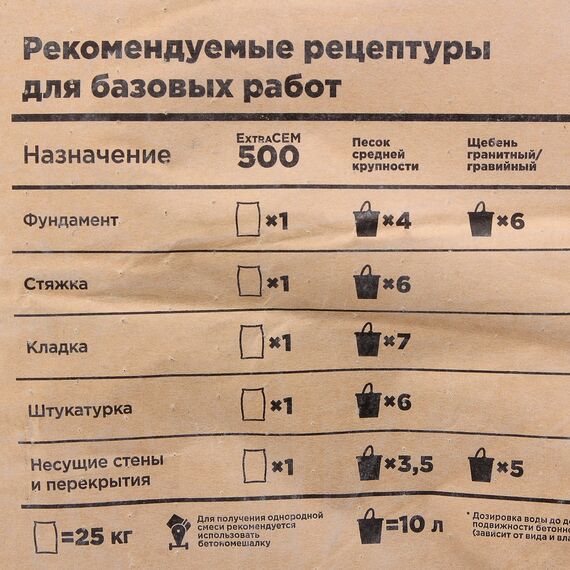 Рекомендуемые рецептуры
для базовых работ
Назначение
EXTRACEM
500
Песок
средней
крупности
Щебень
гранитный/
гравийный
Фундамент ×1 ×4 ×6
Стяжка ×1 ×6
Кладка ×1 ×7
Штукатурка ×1 ×6
Несущие стены
и перекрытия ×1 ×3,5 ×5
=25 кг
Для получения однородной
смеси рекомендуется
использовать
бетономешалку
=10 л
* Дозировка воды до
подвижности
(зависит от вида и